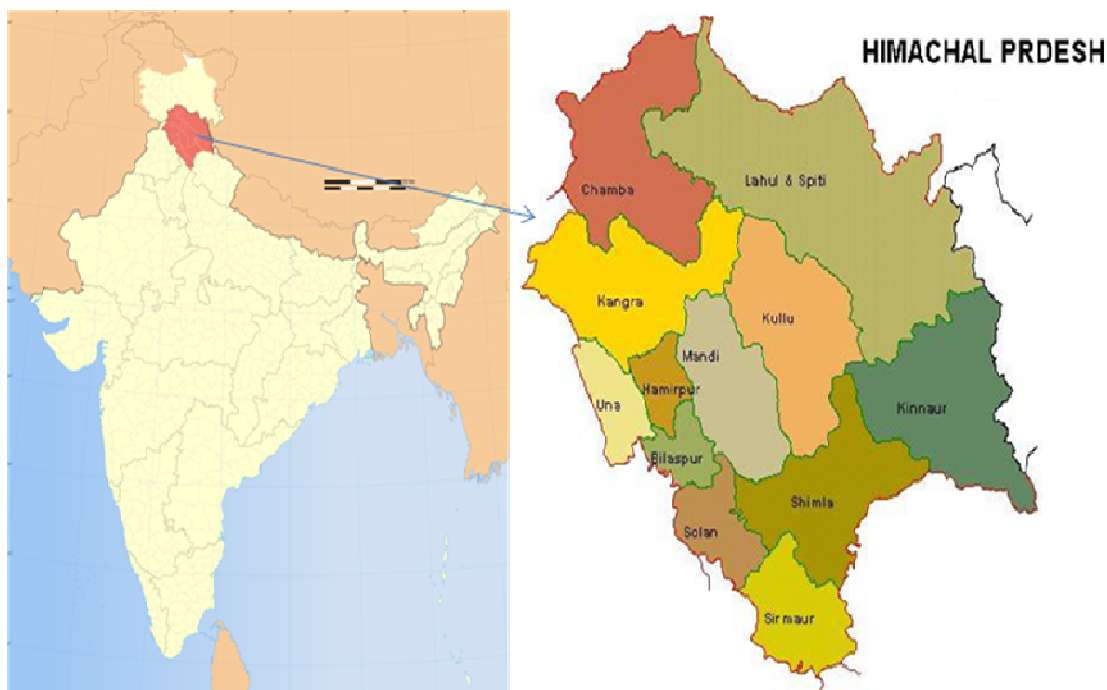 HIMACHAL PRDESH
Lahul & Spiti
Chamba
Kangra
Kullu
Mandi
Hamirpur
Una
Kinnaur
Bilaspur
Shimla
Solan
Sirmaur